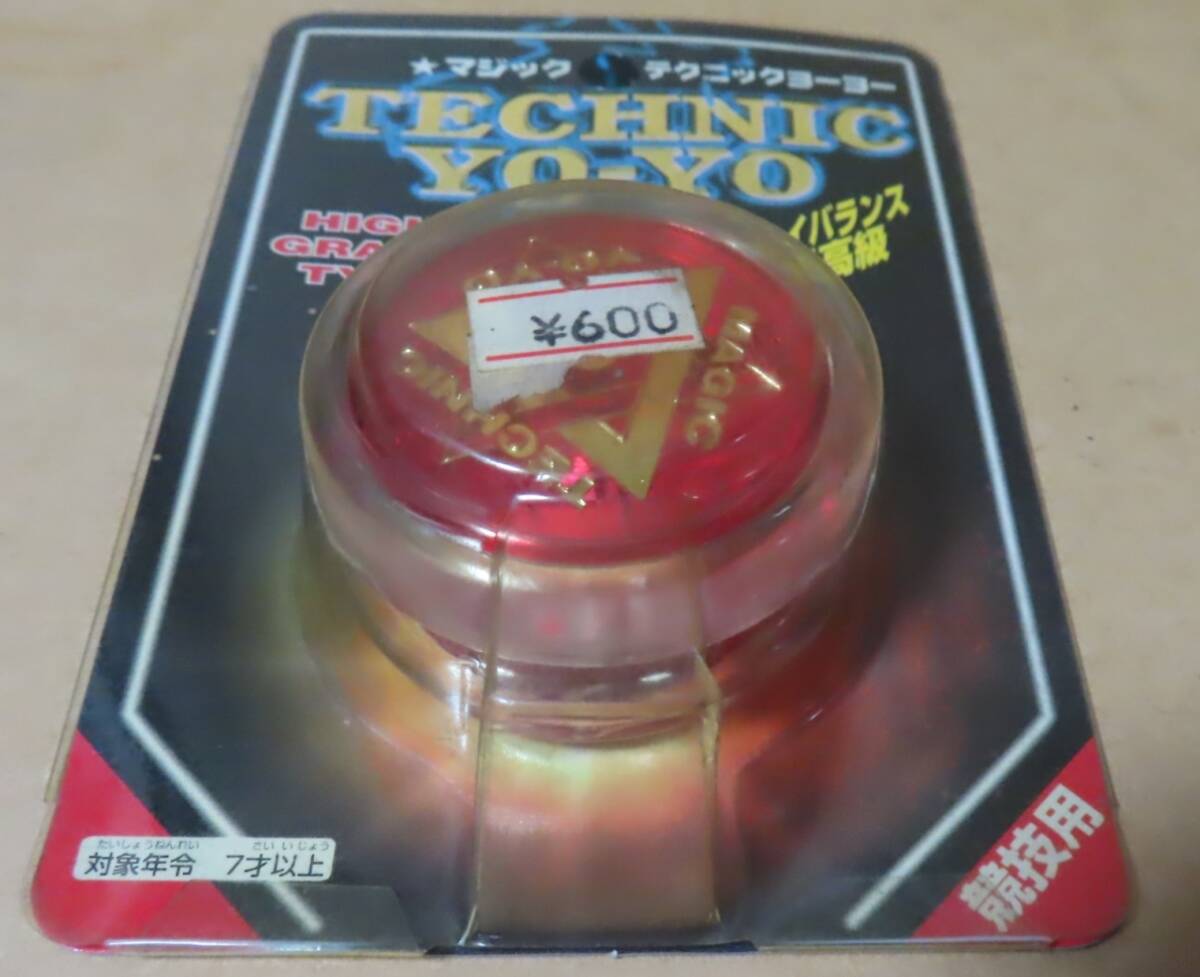 ★マジック テクニックヨーヨー
TECHNIC
YO-YO
HIGH
イバランス
高級
¥600
MAGIC
TECHNIC
たいしょうねんれい さい いじょう
対象年令 7才以上
競技用